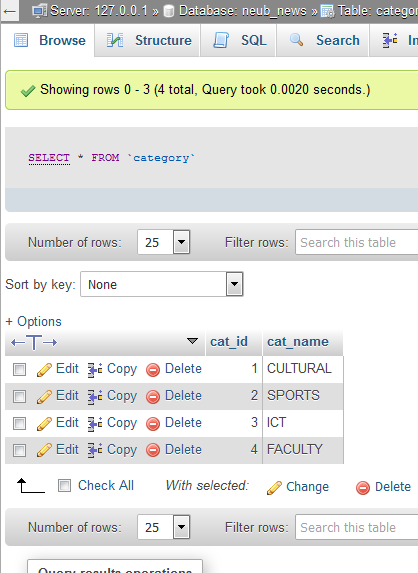 Server: 127.0.0.1 » Database: neub_news » Table: categor
Browse Structure SQL Search In
Showing rows 0 - 3 (4 total, Query took 0.0020 seconds.)
SELECT * FROM `category`
Number of rows: 25 Filter rows: Search this table
Sort by key: None
+ Options
←T→ cat_id cat_name
Edit Copy Delete 1 CULTURAL
Edit Copy Delete 2 SPORTS
Edit Copy Delete 3 ICT
Edit Copy Delete 4 FACULTY
Check All With selected: Change Delete
Number of rows: 25 Filter rows: Search this table
Query results operations